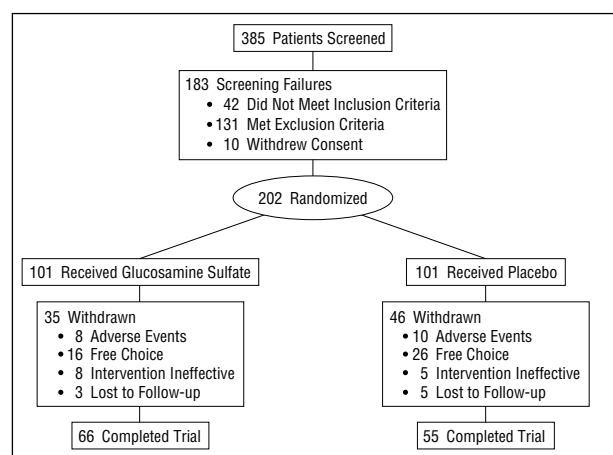 385 Patients Screened
183 Screening Failures
• 42 Did Not Meet Inclusion Criteria
• 131 Met Exclusion Criteria
• 10 Withdrew Consent
202 Randomized
101 Received Glucosamine Sulfate
35 Withdrawn
• 8 Adverse Events
• 16 Free Choice
• 8 Intervention Ineffective
• 3 Lost to Follow-up
66 Completed Trial
101 Received Placebo
46 Withdrawn
• 10 Adverse Events
• 26 Free Choice
• 5 Intervention Ineffective
• 5 Lost to Follow-up
55 Completed Trial